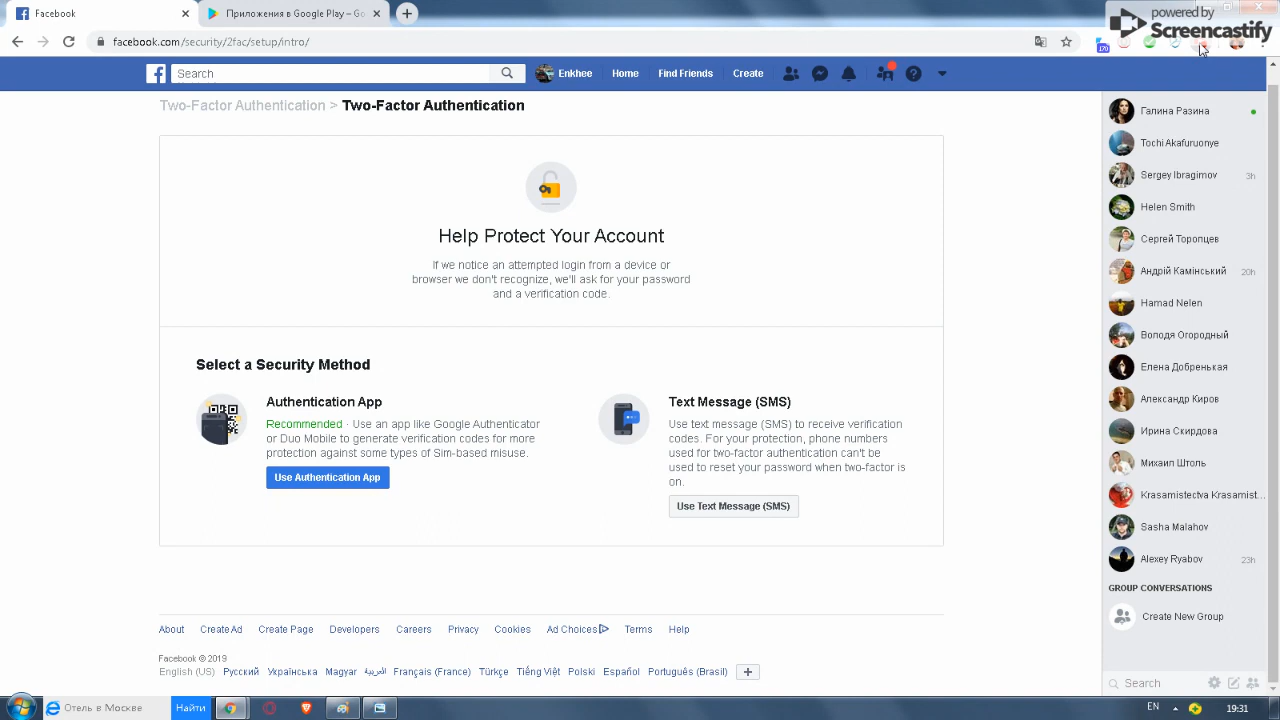 Facebook
Приложения в Google Play – Go
powered by
Screencastify
facebook.com/security/2fac/setup/intro/
170
Search
Enkhee
Home
Find Friends
Create
Two-Factor Authentication > Two-Factor Authentication
Help Protect Your Account
If we notice an attempted login from a device or
browser we don't recognize, we'll ask for your password
and a verification code.
Select a Security Method
Authentication App
Recommended · Use an app like Google Authenticator
or Duo Mobile to generate verification codes for more
protection against some types of Sim-based misuse.
Use Authentication App
Text Message (SMS)
Use text message (SMS) to receive verification
codes. For your protection, phone numbers
used for two-factor authentication can't be
used to reset your password when two-factor is
on.
Use Text Message (SMS)
Галина Разина
Tochi Akafuruonye
Sergey Ibragimov 3h
Helen Smith
Сергей Торопцев
Андрій Камінський 20h
Hamad Nelen
Володя Огородный
Елена Добренькая
Александр Киров
Ирина Скирдова
Михаил Штоль
Krasamistectva Krasamist...
Sasha Malahov
Alexey Ryabov 23h
GROUP CONVERSATIONS
Create New Group
Search
About Create Ad Create Page Developers Careers Privacy Cookies Ad Choices Terms Help
Facebook © 2019
English (US) Русский Українська Magyar العربية Français (France) Türkçe Tiếng Việt Polski Español Português (Brasil)
Отель в Москве
Найти
EN
19:31